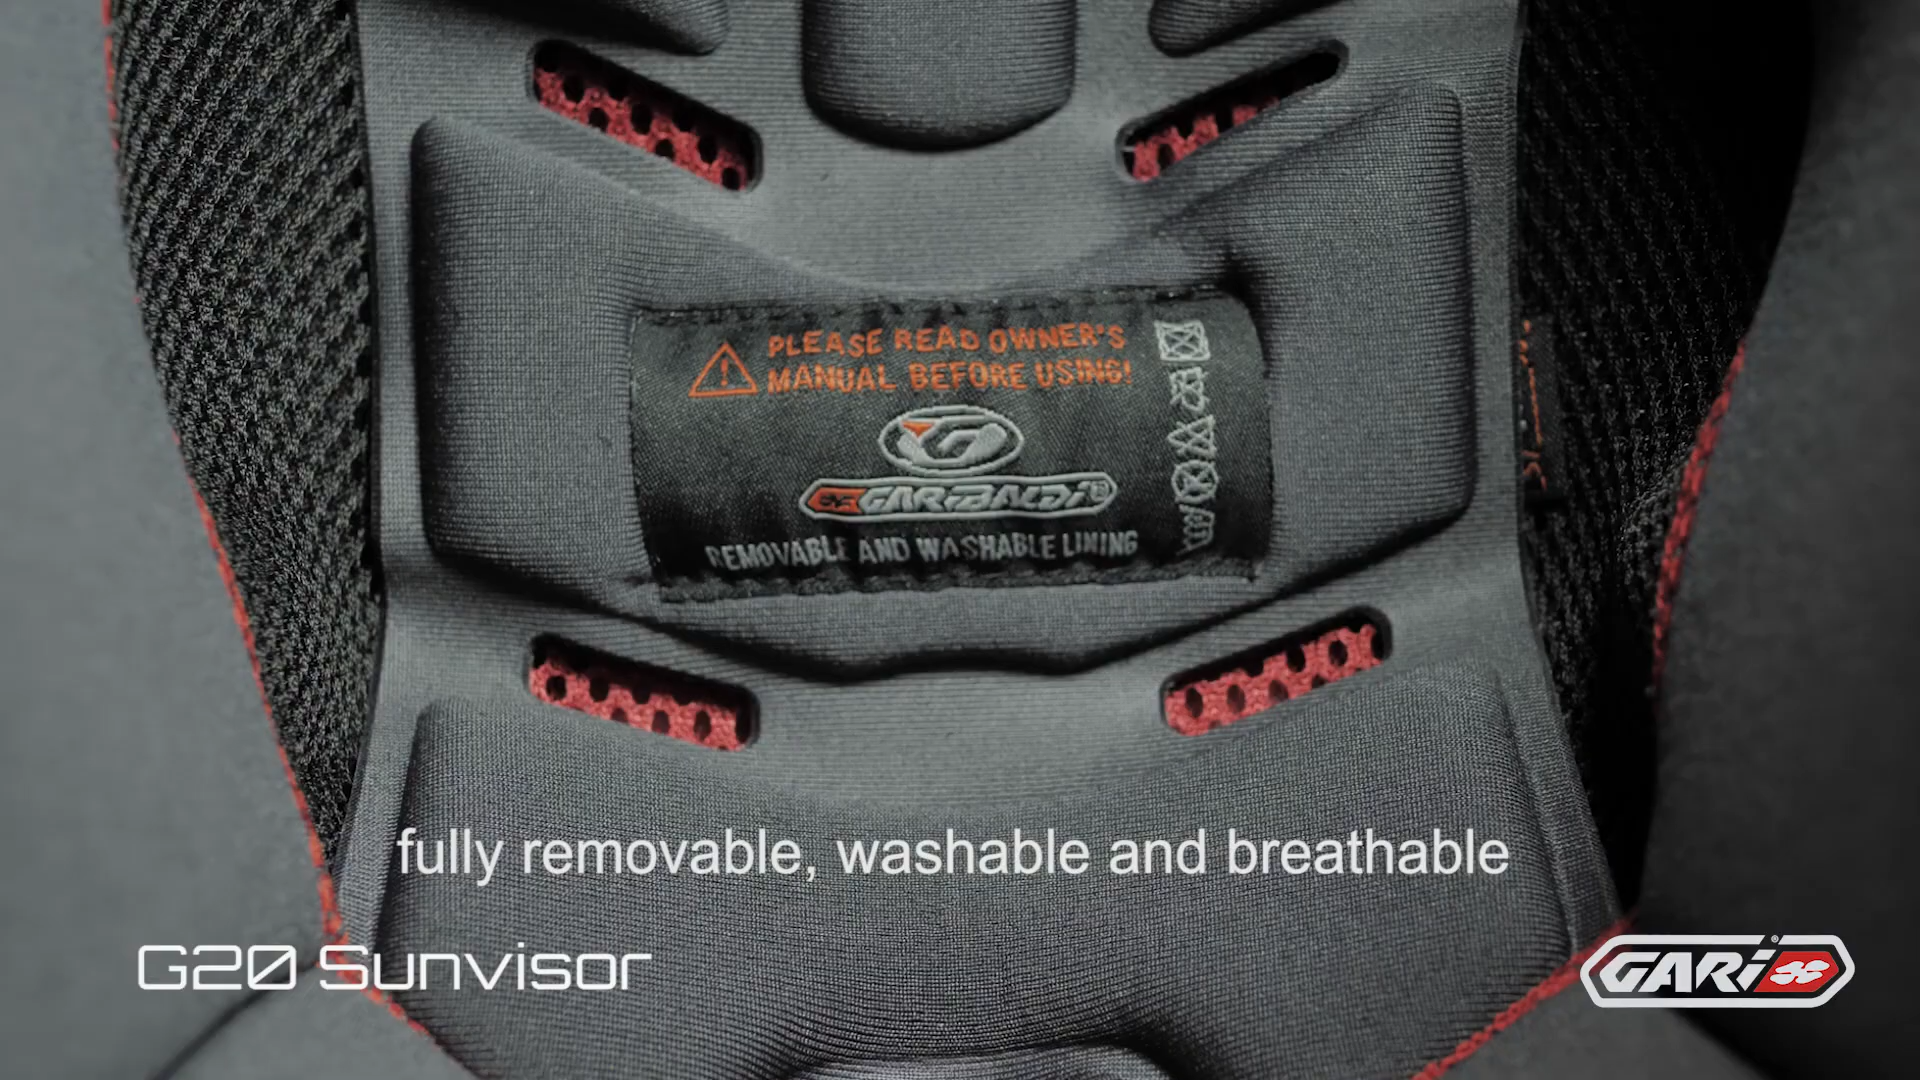 PLEASE READ OWNER'S
MANUAL BEFORE USING!
GARIBALDI
REMOVABLE AND WASHABLE LINING
fully removable, washable and breathable
G20 Sunvisor
GARI